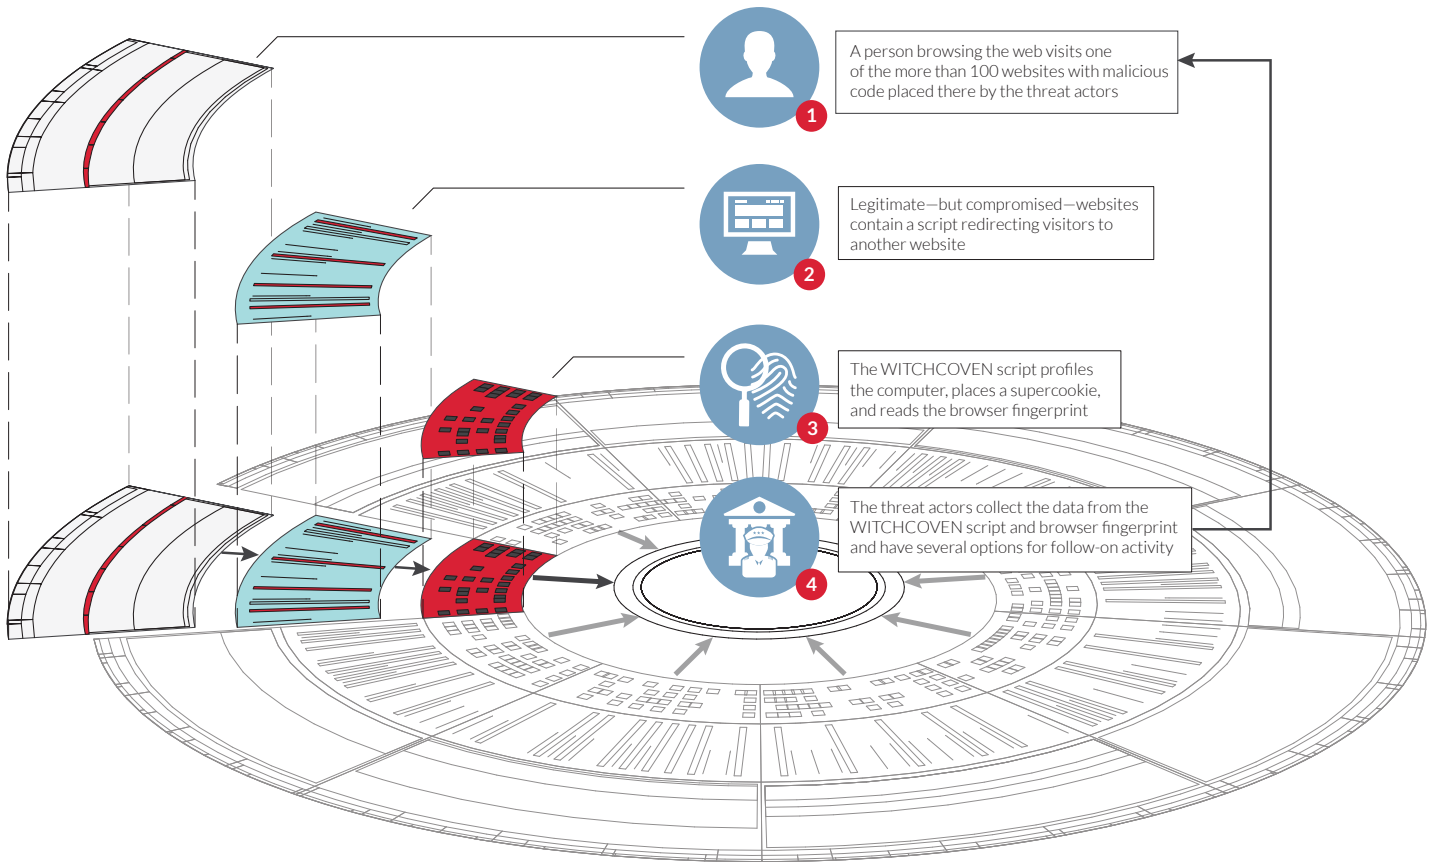 A person browsing the web visits one
of the more than 100 websites with malicious
code placed there by the threat actors
1
Legitimate—but compromised—websites
contain a script redirecting visitors to
another website
2
The WITCHCOVEN script profiles
the computer, places a supercookie,
and reads the browser fingerprint
3
The threat actors collect the data from the
WITCHCOVEN script and browser fingerprint
and have several options for follow-on activity
4